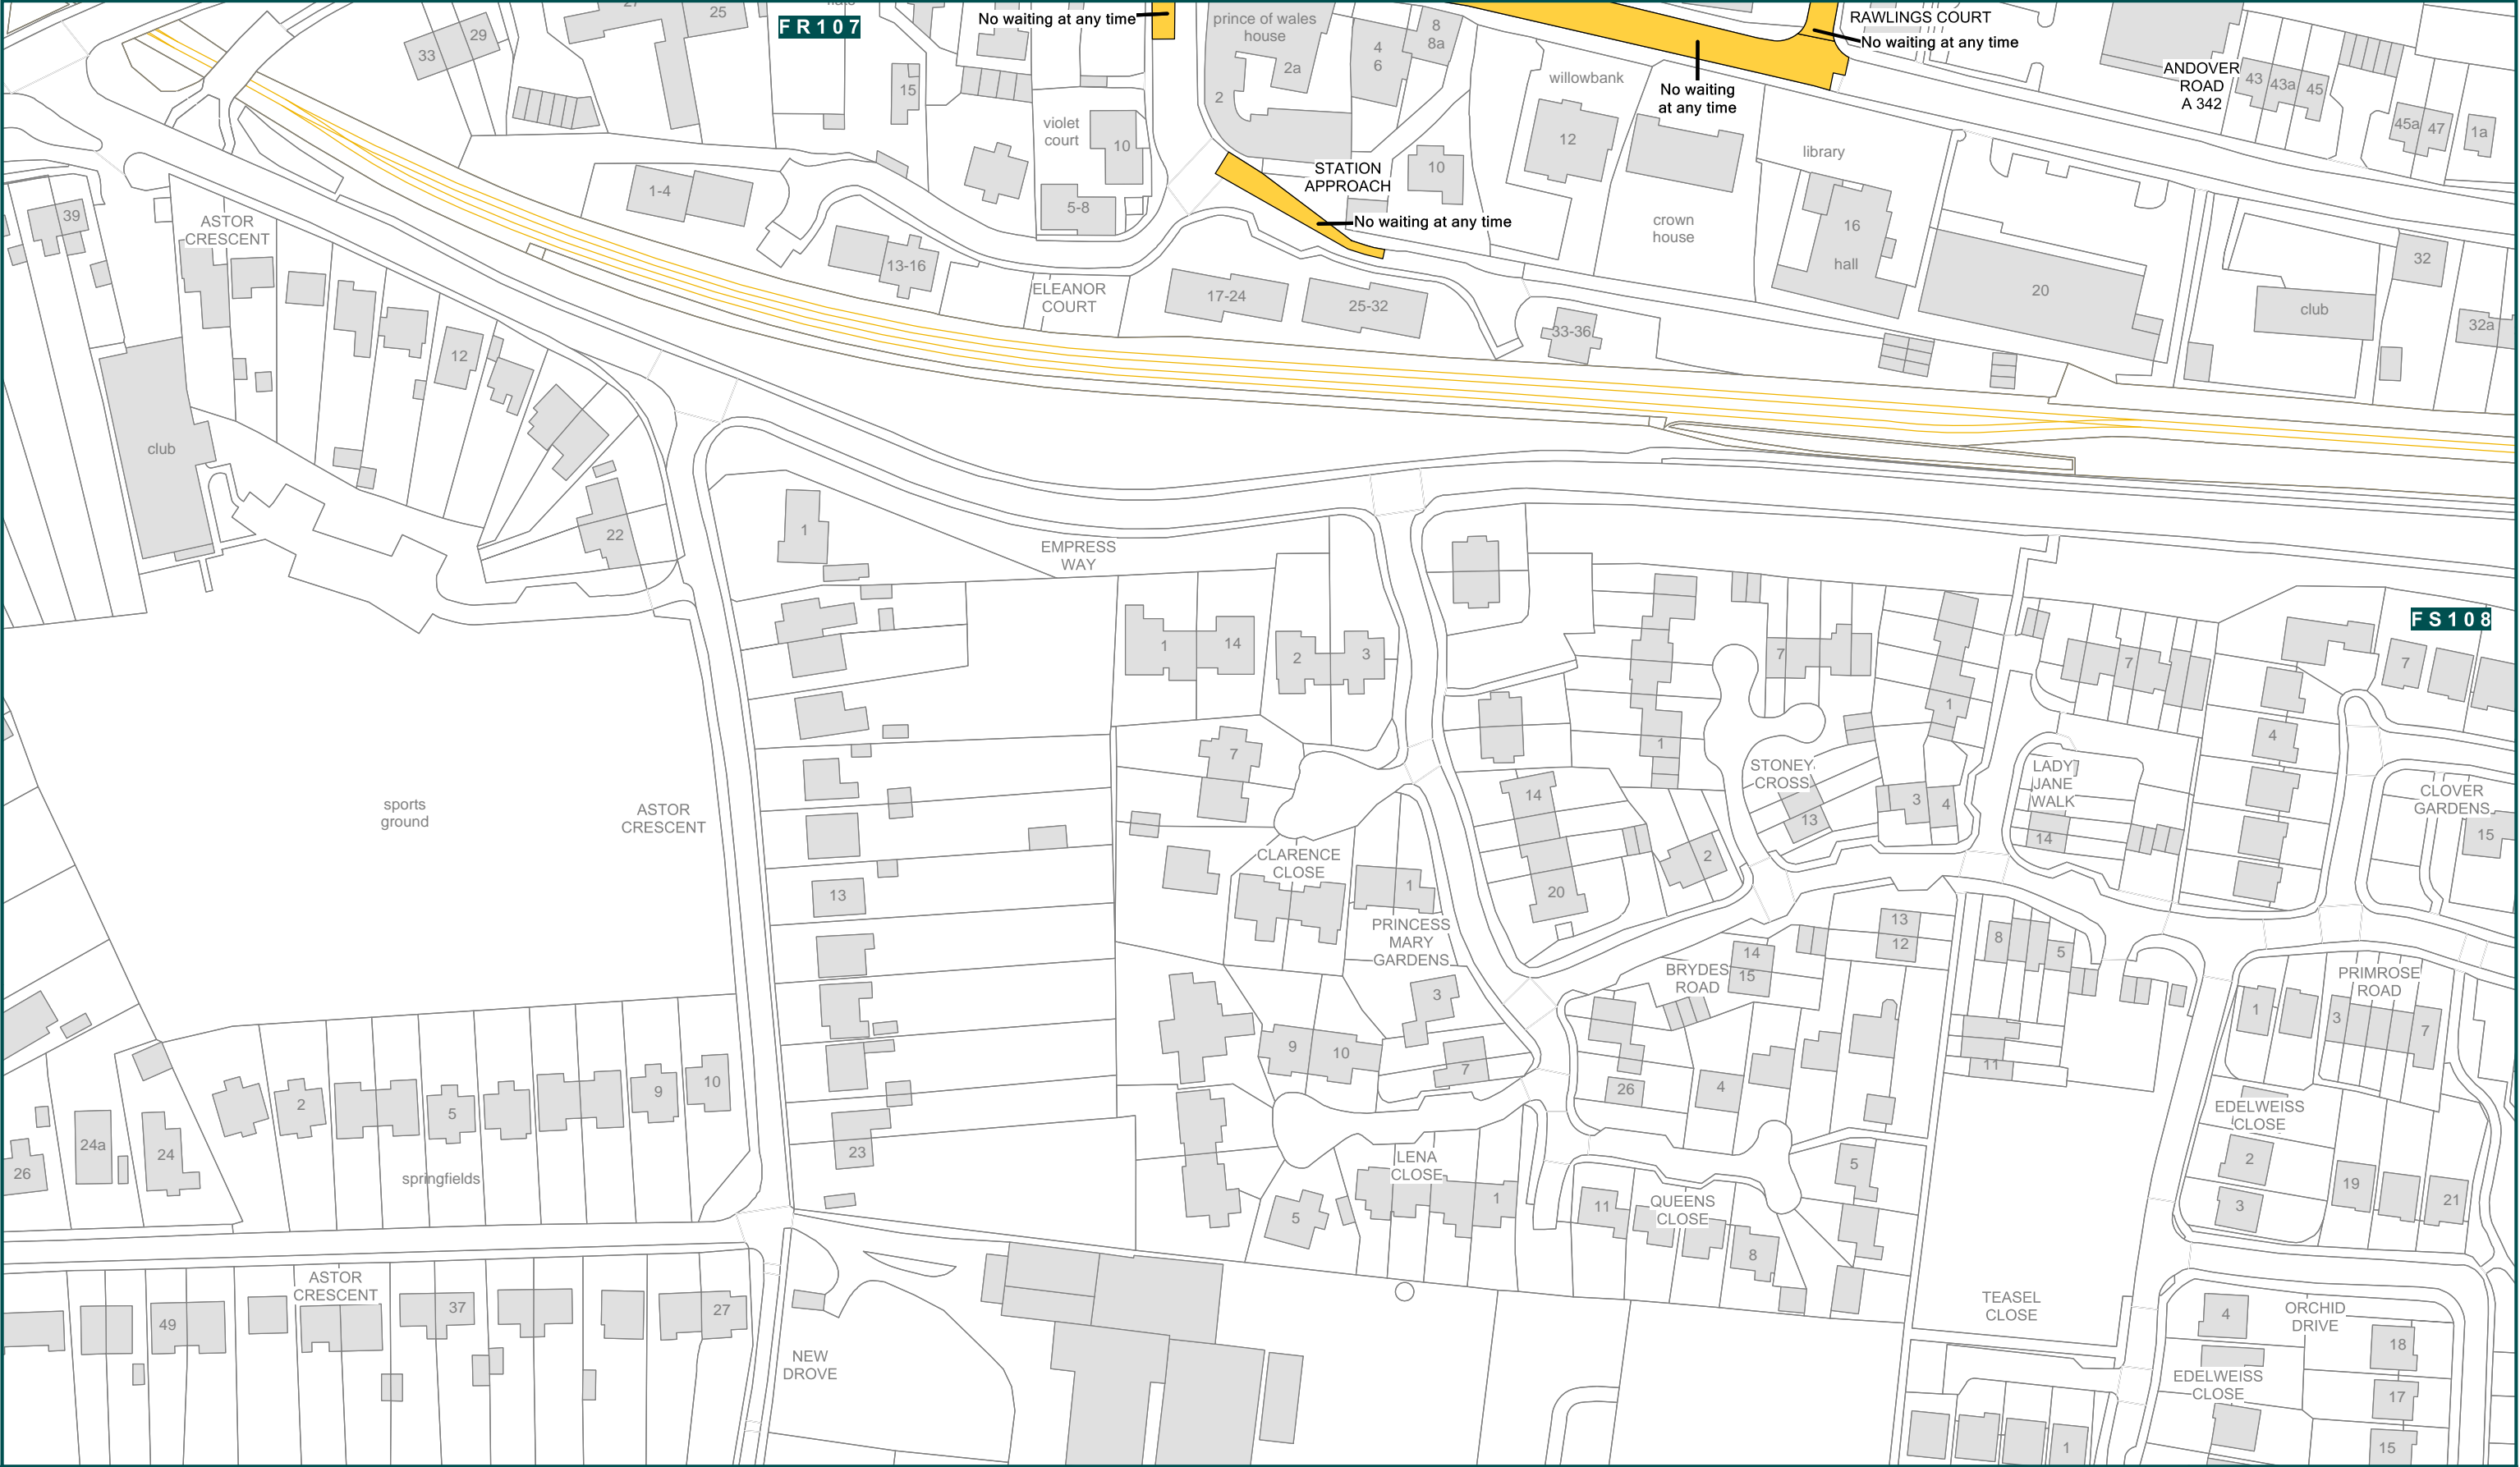 27
25
flats
FR107
No waiting at any time
prince of wales
house
2a
2
4
6
8
8a
RAWLINGS COURT
No waiting at any time
33
29
15
willowbank
No waiting
at any time
ANDOVER
ROAD
A 342
43
43a
45
45a
47
1a
violet
court
10
5-8
12
library
STATION
APPROACH
10
1-4
39
ASTOR
CRESCENT
No waiting at any time
crown
house
16
hall
20
32
club
32a
13-16
ELEANOR
COURT
17-24
25-32
33-36
12
club
22
1
EMPRESS
WAY
FS108
1
14
2
3
7
7
7
1
4
1
7
STONEY
CROSS
LADY
JANE
WALK
CLOVER
GARDENS
15
sports
ground
ASTOR
CRESCENT
14
13
3
4
14
CLARENCE
CLOSE
1
2
20
13
PRINCESS
MARY
GARDENS
13
12
14
15
BRYDES
ROAD
8
5
PRIMROSE
ROAD
1
3
7
3
9
10
7
26
4
11
2
5
9
10
EDELWEISS
CLOSE
24a
24
26
springfields
23
LENA
CLOSE
5
1
11
QUEENS
CLOSE
8
5
2
3
19
21
ASTOR
CRESCENT
49
37
27
NEW
DROVE
TEASEL
CLOSE
4
ORCHID
DRIVE
18
EDELWEISS
CLOSE
17
15
1